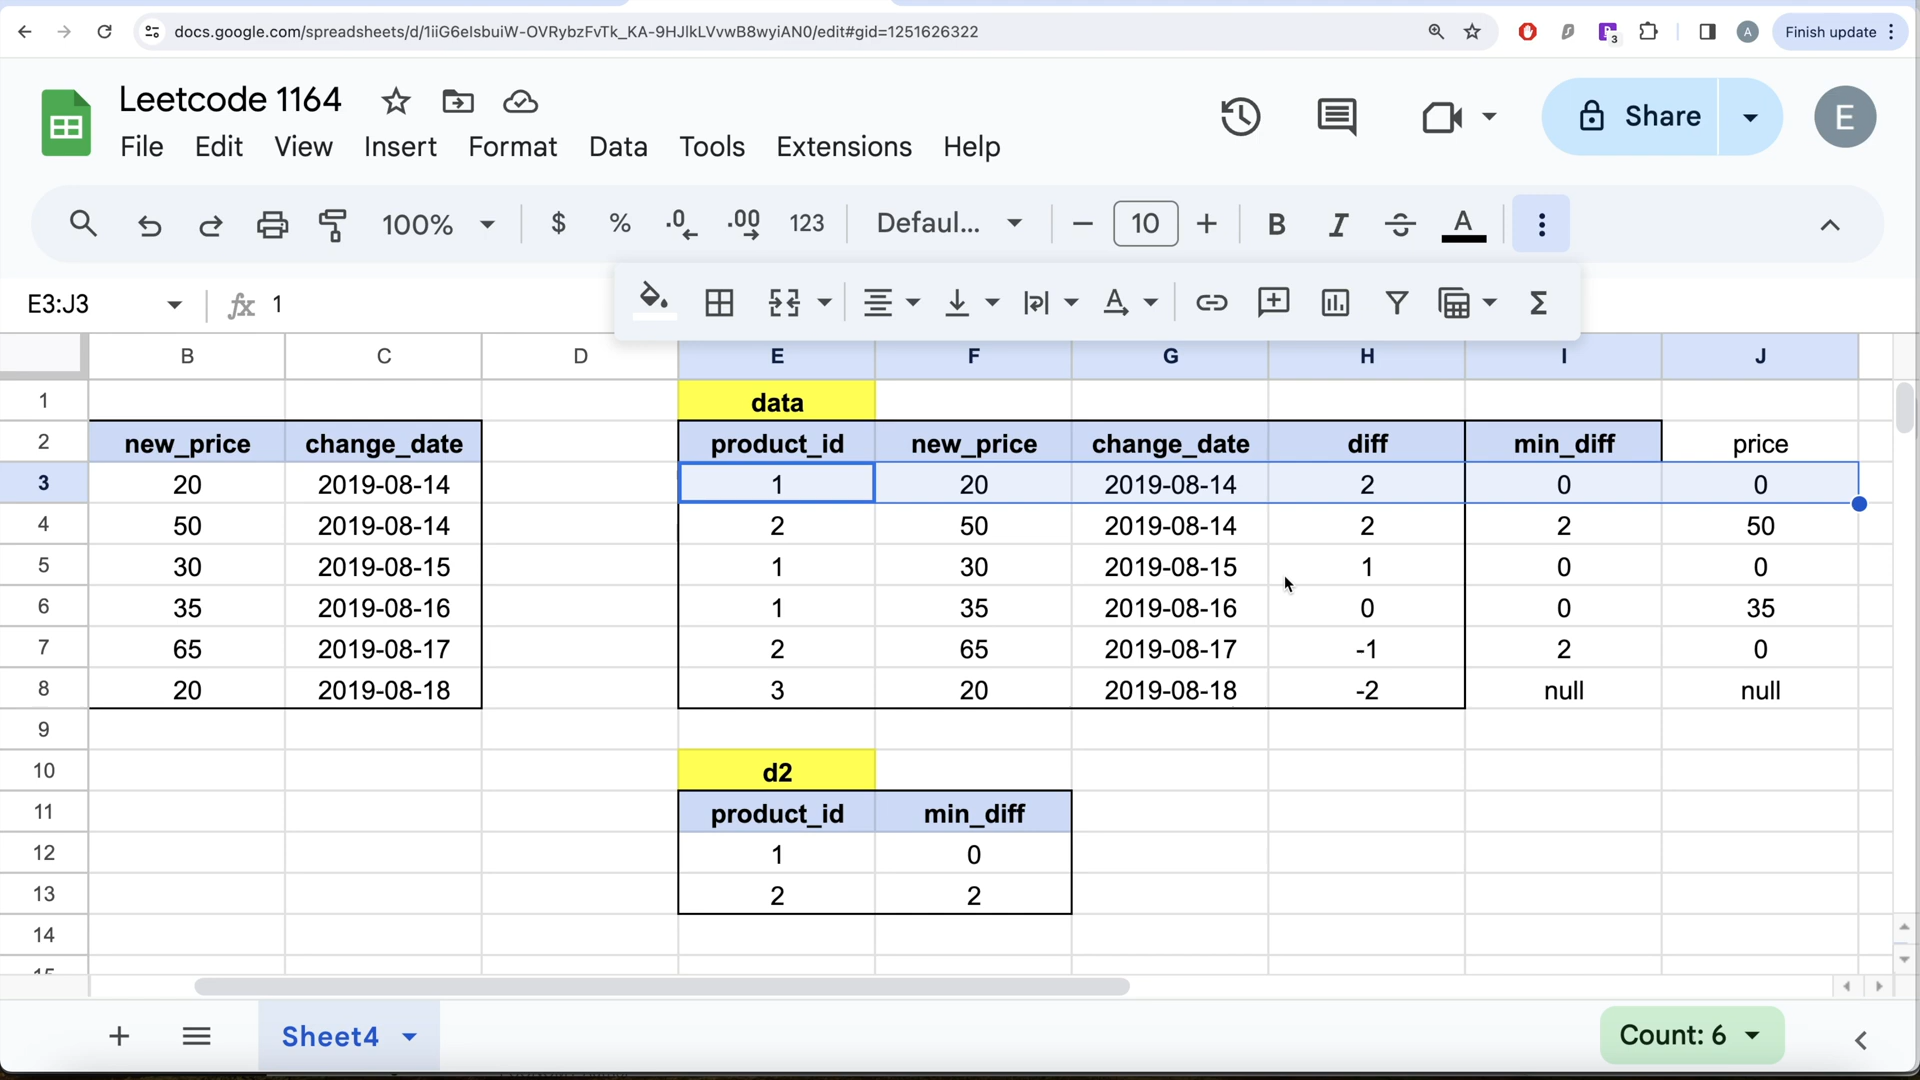 docs.google.com/spreadsheets/d/1iiG6eIsbuiW-OVRybzFvTk_KA-9HJIkLVvwB8wyiAN0/edit#gid=1251626322
3
A
Finish update
Leetcode 1164
Share
E
File Edit View Insert Format Data Tools Extensions Help
100% $ % .0 .00 123 Defaul... 10 B I S A
E3:J3 fx 1
B C D E F G H I J
1 data
2 new_price change_date product_id new_price change_date diff min_diff price
3 20 2019-08-14 1 20 2019-08-14 2 0 0
4 50 2019-08-14 2 50 2019-08-14 2 2 50
5 30 2019-08-15 1 30 2019-08-15 1 0 0
6 35 2019-08-16 1 35 2019-08-16 0 0 35
7 65 2019-08-17 2 65 2019-08-17 -1 2 0
8 20 2019-08-18 3 20 2019-08-18 -2 null null
9
10 d2
11 product_id min_diff
12 1 0
13 2 2
14
15
Sheet4 Count: 6